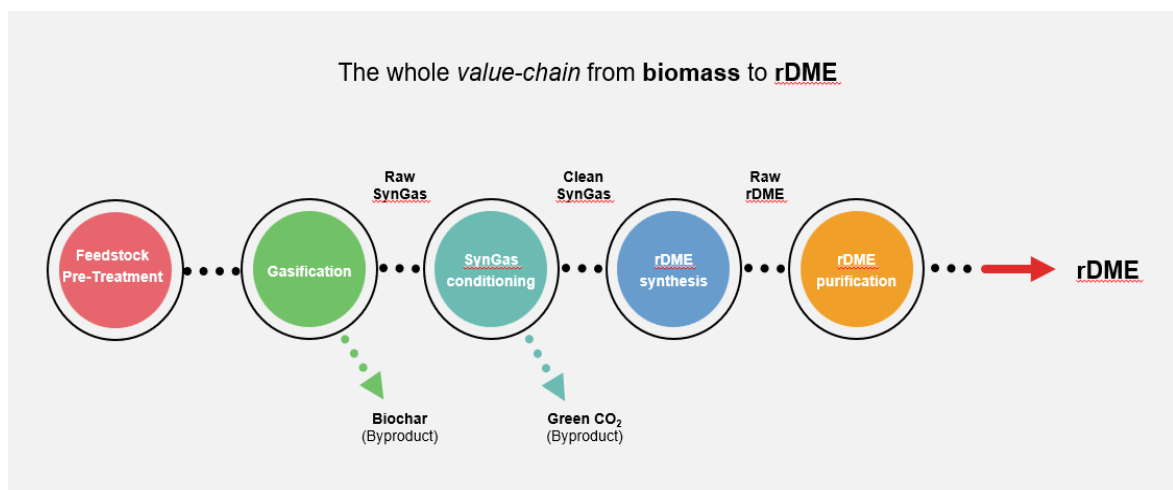 The whole value-chain from biomass to rDME
Raw
SynGas
Clean
SynGas
Raw
rDME
Feedstock
Pre-Treatment
Gasification
SynGas
conditioning
rDME
synthesis
rDME
purification
rDME
Biochar
(Byproduct)
Green CO₂
(Byproduct)